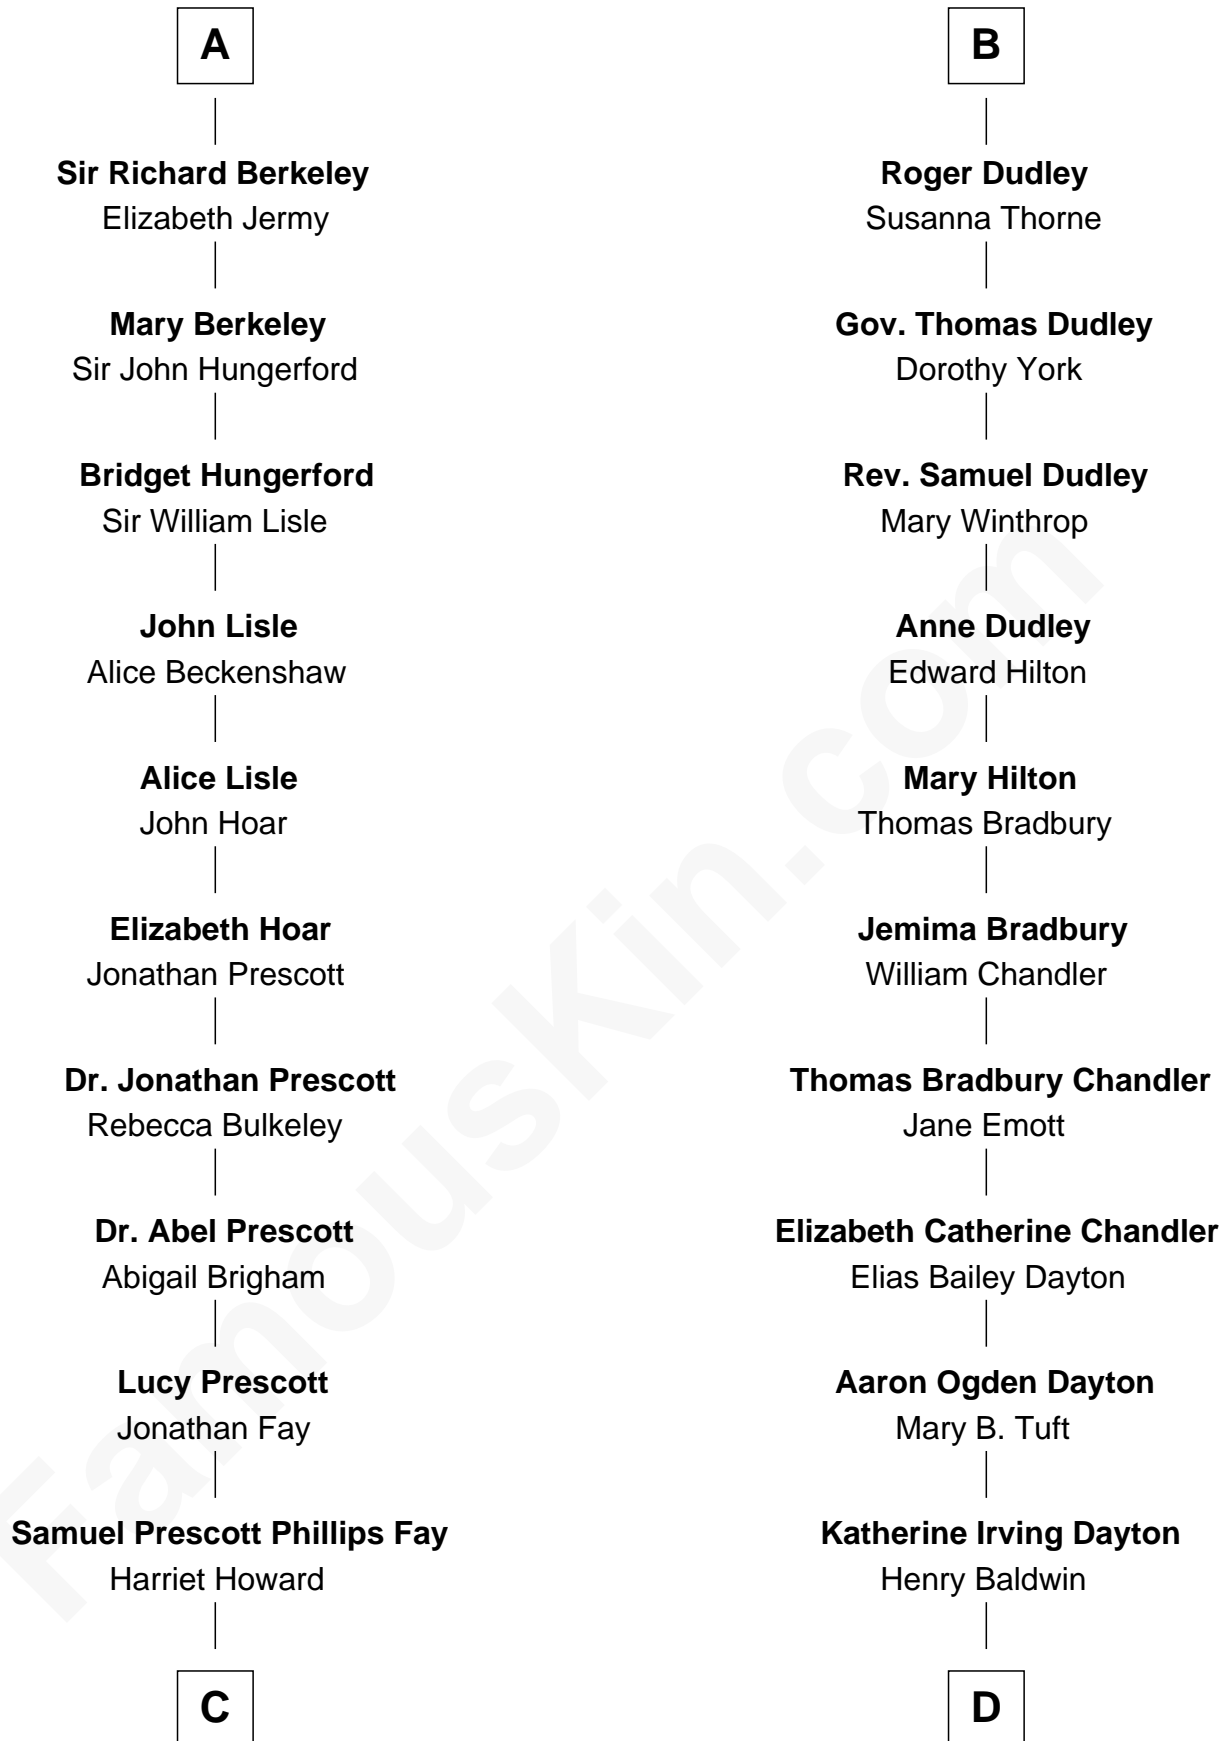 A
Sir Richard Berkeley
Elizabeth Jermy
Mary Berkeley
Sir John Hungerford
Bridget Hungerford
Sir William Lisle
John Lisle
Alice Beckenshaw
Alice Lisle
John Hoar
Elizabeth Hoar
Jonathan Prescott
Dr. Jonathan Prescott
Rebecca Bulkeley
Dr. Abel Prescott
Abigail Brigham
Lucy Prescott
Jonathan Fay
Samuel Prescott Phillips Fay
Harriet Howard
C
B
Roger Dudley
Susanna Thorne
Gov. Thomas Dudley
Dorothy York
Rev. Samuel Dudley
Mary Winthrop
Anne Dudley
Edward Hilton
Mary Hilton
Thomas Bradbury
Jemima Bradbury
William Chandler
Thomas Bradbury Chandler
Jane Emott
Elizabeth Catherine Chandler
Elias Bailey Dayton
Aaron Ogden Dayton
Mary B. Tuft
Katherine Irving Dayton
Henry Baldwin
D
FamousKin.com